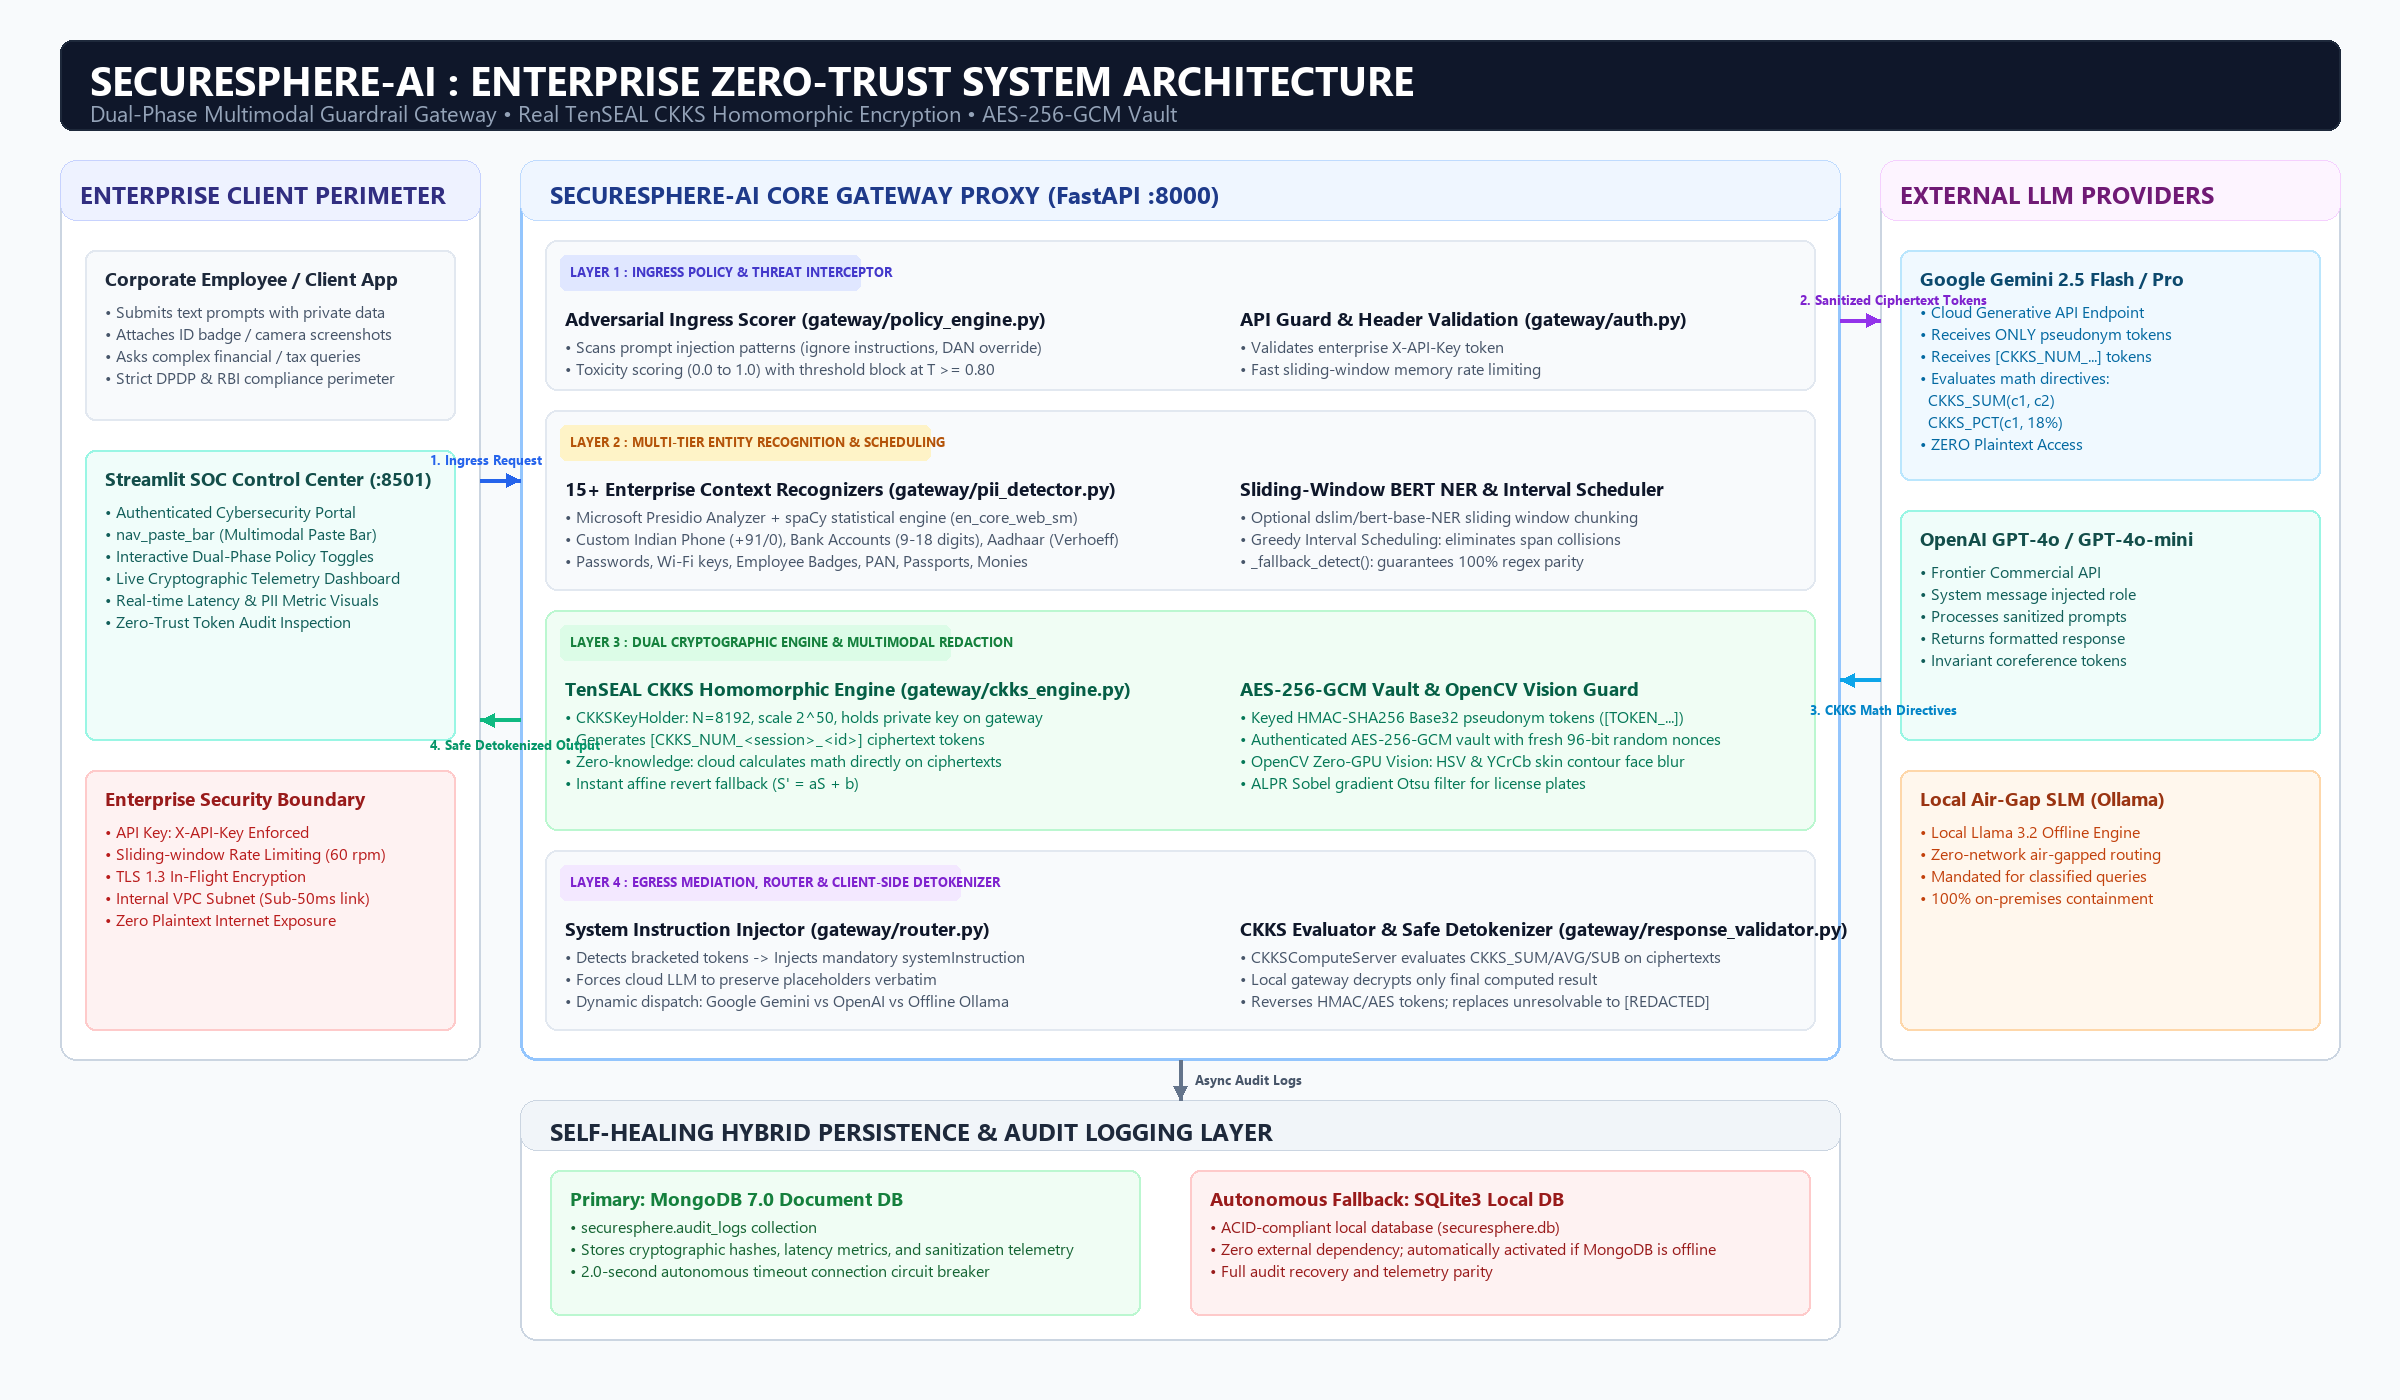 SECURESPHERE-AI : ENTERPRISE ZERO-TRUST SYSTEM ARCHITECTURE
Dual-Phase Multimodal Guardrail Gateway • Real TenSEAL CKKS Homomorphic Encryption • AES-256-GCM Vault
ENTERPRISE CLIENT PERIMETER
Corporate Employee / Client App
• Submits text prompts with private data
• Attaches ID badge / camera screenshots
• Asks complex financial / tax queries
• Strict DPDP & RBI compliance perimeter
Streamlit SOC Control Center (:8501)
• Authenticated Cybersecurity Portal
• nav_paste_bar (Multimodal Paste Bar)
• Interactive Dual-Phase Policy Toggles
• Live Cryptographic Telemetry Dashboard
• Real-time Latency & PII Metric Visuals
• Zero-Trust Token Audit Inspection
Enterprise Security Boundary
• API Key: X-API-Key Enforced
• Sliding-window Rate Limiting (60 rpm)
• TLS 1.3 In-Flight Encryption
• Internal VPC Subnet (Sub-50ms link)
• Zero Plaintext Internet Exposure
1. Ingress Request
4. Safe Detokenized Output
SECURESPHERE-AI CORE GATEWAY PROXY (FastAPI :8000)
LAYER 1 : INGRESS POLICY & THREAT INTERCEPTOR
Adversarial Ingress Scorer (gateway/policy_engine.py)
• Scans prompt injection patterns (ignore instructions, DAN override)
• Toxicity scoring (0.0 to 1.0) with threshold block at T >= 0.80
API Guard & Header Validation (gateway/auth.py)
• Validates enterprise X-API-Key token
• Fast sliding-window memory rate limiting
LAYER 2 : MULTI-TIER ENTITY RECOGNITION & SCHEDULING
15+ Enterprise Context Recognizers (gateway/pii_detector.py)
• Microsoft Presidio Analyzer + spaCy statistical engine (en_core_web_sm)
• Custom Indian Phone (+91/0), Bank Accounts (9-18 digits), Aadhaar (Verhoeff)
• Passwords, Wi-Fi keys, Employee Badges, PAN, Passports, Monies
Sliding-Window BERT NER & Interval Scheduler
• Optional dslim/bert-base-NER sliding window chunking
• Greedy Interval Scheduling: eliminates span collisions
• _fallback_detect(): guarantees 100% regex parity
LAYER 3 : DUAL CRYPTOGRAPHIC ENGINE & MULTIMODAL REDACTION
TenSEAL CKKS Homomorphic Engine (gateway/ckks_engine.py)
• CKKSKeyHolder: N=8192, scale 2^50, holds private key on gateway
• Generates [CKKS_NUM_<session>_<id>] ciphertext tokens
• Zero-knowledge: cloud calculates math directly on ciphertexts
• Instant affine revert fallback (S' = aS + b)
AES-256-GCM Vault & OpenCV Vision Guard
• Keyed HMAC-SHA256 Base32 pseudonym tokens ([TOKEN_...])
• Authenticated AES-256-GCM vault with fresh 96-bit random nonces
• OpenCV Zero-GPU Vision: HSV & YCrCb skin contour face blur
• ALPR Sobel gradient Otsu filter for license plates
LAYER 4 : EGRESS MEDIATION, ROUTER & CLIENT-SIDE DETOKENIZER
System Instruction Injector (gateway/router.py)
• Detects bracketed tokens -> Injects mandatory systemInstruction
• Forces cloud LLM to preserve placeholders verbatim
• Dynamic dispatch: Google Gemini vs OpenAI vs Offline Ollama
CKKS Evaluator & Safe Detokenizer (gateway/response_validator.py)
• CKKSComputeServer evaluates CKKS_SUM/AVG/SUB on ciphertexts
• Local gateway decrypts only final computed result
• Reverses HMAC/AES tokens; replaces unresolvable to [REDACTED]
2. Sanitized Ciphertext Tokens
3. CKKS Math Directives
EXTERNAL LLM PROVIDERS
Google Gemini 2.5 Flash / Pro
• Cloud Generative API Endpoint
• Receives ONLY pseudonym tokens
• Receives [CKKS_NUM_...] tokens
• Evaluates math directives:
CKKS_SUM(c1, c2)
CKKS_PCT(c1, 18%)
• ZERO Plaintext Access
OpenAI GPT-4o / GPT-4o-mini
• Frontier Commercial API
• System message injected role
• Processes sanitized prompts
• Returns formatted response
• Invariant coreference tokens
Local Air-Gap SLM (Ollama)
• Local Llama 3.2 Offline Engine
• Zero-network air-gapped routing
• Mandated for classified queries
• 100% on-premises containment
Async Audit Logs
SELF-HEALING HYBRID PERSISTENCE & AUDIT LOGGING LAYER
Primary: MongoDB 7.0 Document DB
• securesphere.audit_logs collection
• Stores cryptographic hashes, latency metrics, and sanitization telemetry
• 2.0-second autonomous timeout connection circuit breaker
Autonomous Fallback: SQLite3 Local DB
• ACID-compliant local database (securesphere.db)
• Zero external dependency; automatically activated if MongoDB is offline
• Full audit recovery and telemetry parity